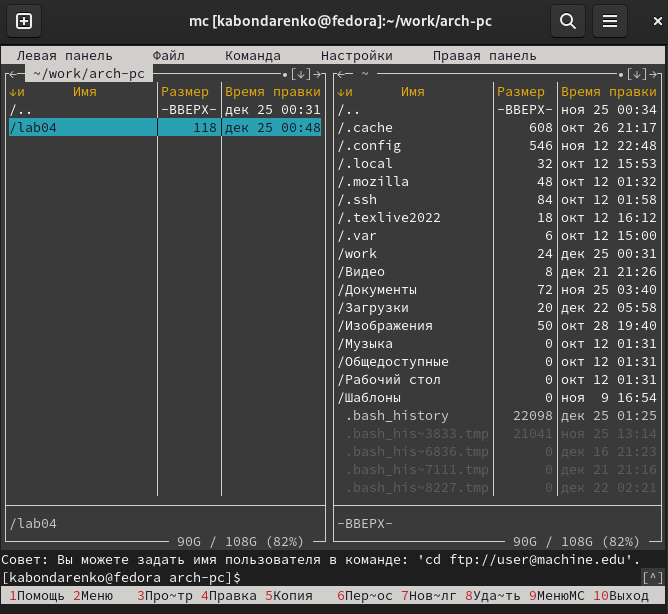 mc [kabondarenko@fedora]:~/work/arch-pc
Левая панель Файл Команда Настройки Правая панель
~/work/arch-pc
↓и Имя Размер Время правки
/.. -ВВЕРХ- дек 25 00:31
/lab04 118 дек 25 00:48
/lab04
90G / 108G (82%)
~
↓и Имя Размер Время правки
/.. -ВВЕРХ- ноя 25 00:34
/.cache 608 окт 26 21:17
/.config 546 ноя 12 22:48
/.local 32 окт 12 15:53
/.mozilla 48 окт 12 01:32
/.ssh 84 окт 12 01:58
/.texlive2022 18 окт 12 16:12
/.var 6 окт 12 15:00
/work 24 дек 25 00:31
/Видео 8 дек 21 21:26
/Документы 72 ноя 25 03:40
/Загрузки 20 дек 22 05:58
/Изображения 50 окт 28 19:40
/Музыка 0 окт 12 01:31
/Общедоступные 0 окт 12 01:31
/Рабочий стол 0 окт 12 01:31
/Шаблоны 0 ноя 9 16:54
.bash_history 22098 дек 25 01:25
.bash_his~3833.tmp 21041 ноя 25 13:14
.bash_his~6836.tmp 0 дек 16 21:23
.bash_his~7111.tmp 0 дек 21 21:16
.bash_his~8227.tmp 0 дек 22 02:21
-ВВЕРХ-
90G / 108G (82%)
Совет: Вы можете задать имя пользователя в команде: 'cd ftp://user@machine.edu'.
[kabondarenko@fedora arch-pc]$ [^]
1Помощь 2Меню 3Про~тр 4Правка 5Копия 6Пер~ос 7Нов~лг 8Уда~ть 9МенюMC 10Выход